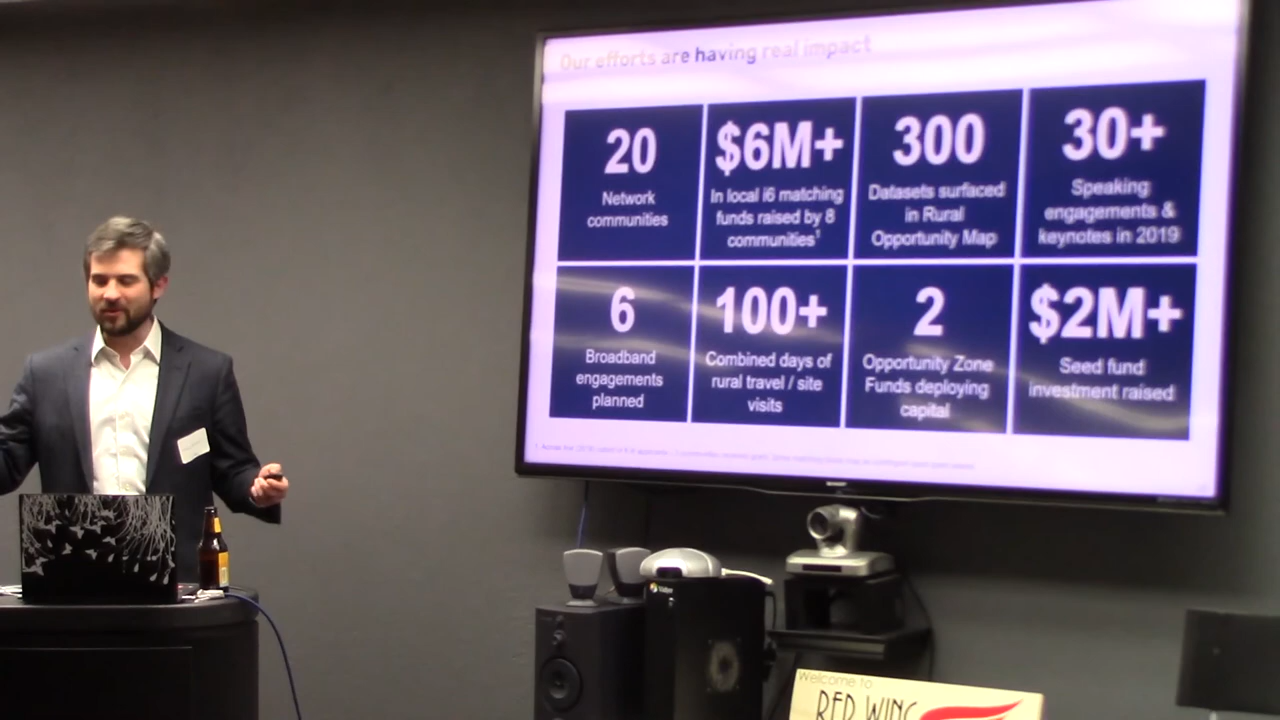 Our efforts are having real impact
20
Network
communities
$6M+
In local i6 matching
funds raised by 8
communities¹
300
Datasets surfaced
in Rural
Opportunity Map
30+
Speaking
engagements &
keynotes in 2019
6
Broadband
engagements
planned
100+
Combined days of
rural travel / site
visits
2
Opportunity Zone
Funds deploying
capital
$2M+
Seed fund
investment raised
Welcome to
RED WING